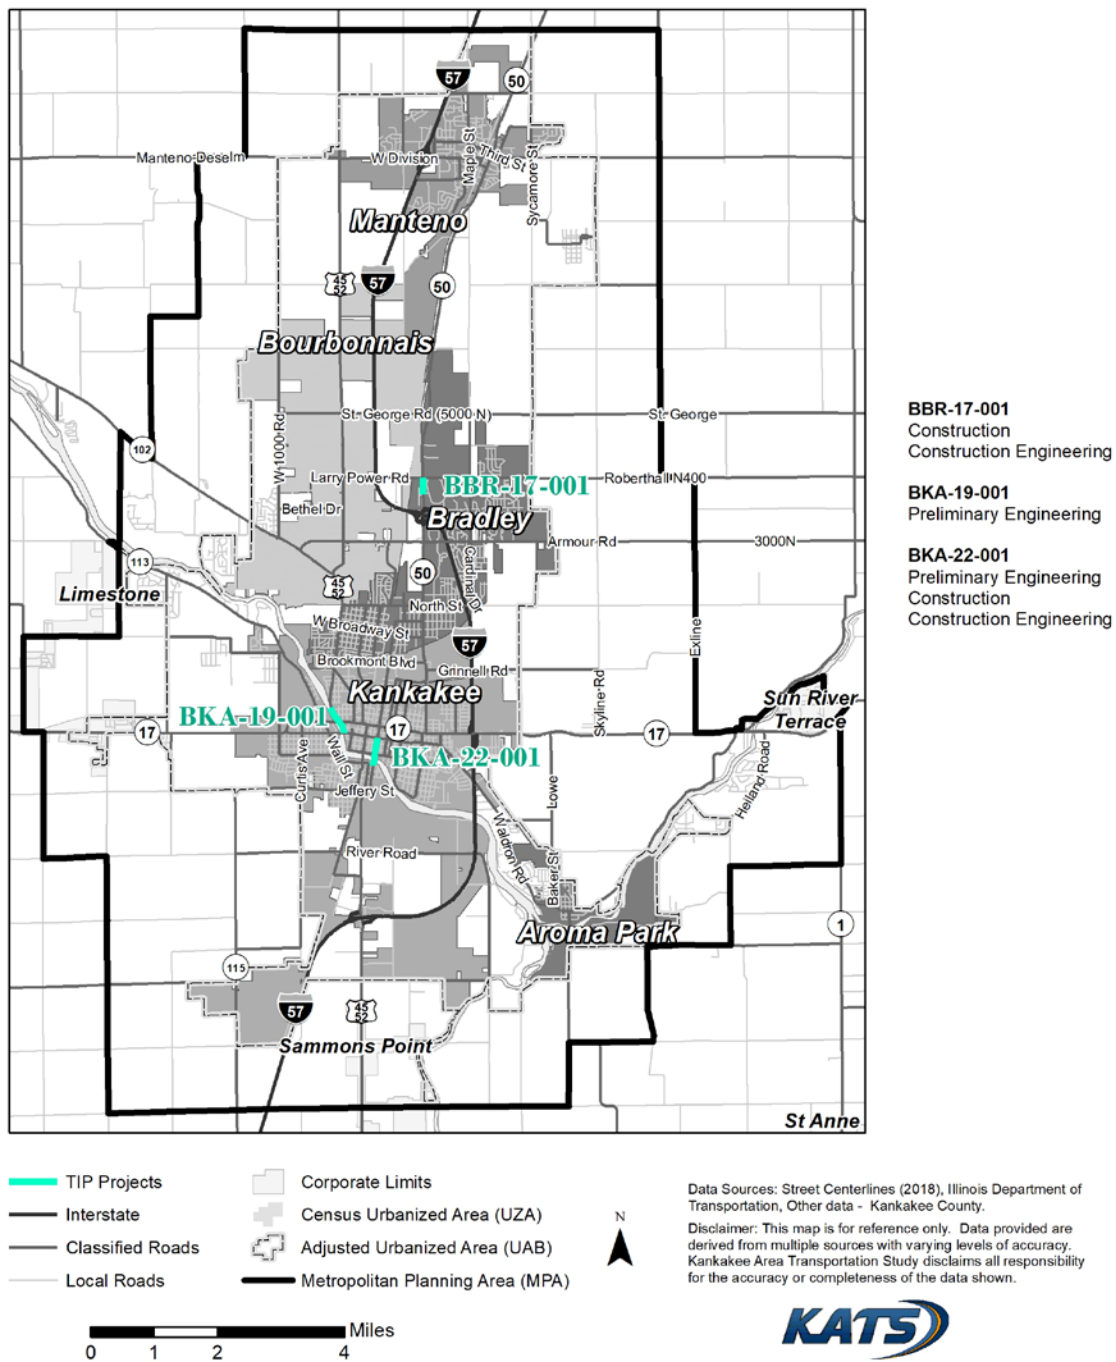 57
50
Manteno Deselm
W Division
Maple St
Third St
Sycamore St
Manteno
45
52
57
50
Bourbonnais
W 1000 Rd
St. George Rd (5000 N)
St. George
102
Larry Power Rd
BBR-17-001
Roberthall N400
Bethel Dr
Bradley
Armour Rd
3000N
113
45
52
50
Cardinal Dr
Limestone
North St
W Broadway St
57
Exline
Brookmont Blvd
Grinnell Rd
Kankakee
Skyline Rd
Sun River
Terrace
BKA-19-001
17
17
17
Wall St
BKA-22-001
Curtis Ave
Jeffery St
Lowe
Helland Road
River Road
Waldron Rd
Baker St
Aroma Park
1
115
57
45
52
Sammons Point
St Anne
BBR-17-001
Construction
Construction Engineering
BKA-19-001
Preliminary Engineering
BKA-22-001
Preliminary Engineering
Construction
Construction Engineering
TIP Projects
Interstate
Classified Roads
Local Roads
Corporate Limits
Census Urbanized Area (UZA)
Adjusted Urbanized Area (UAB)
Metropolitan Planning Area (MPA)
N
Data Sources: Street Centerlines (2018), Illinois Department of
Transportation, Other data - Kankakee County.
Disclaimer: This map is for reference only. Data provided are
derived from multiple sources with varying levels of accuracy.
Kankakee Area Transportation Study disclaims all responsibility
for the accuracy or completeness of the data shown.
Miles
0 1 2 4
KATS